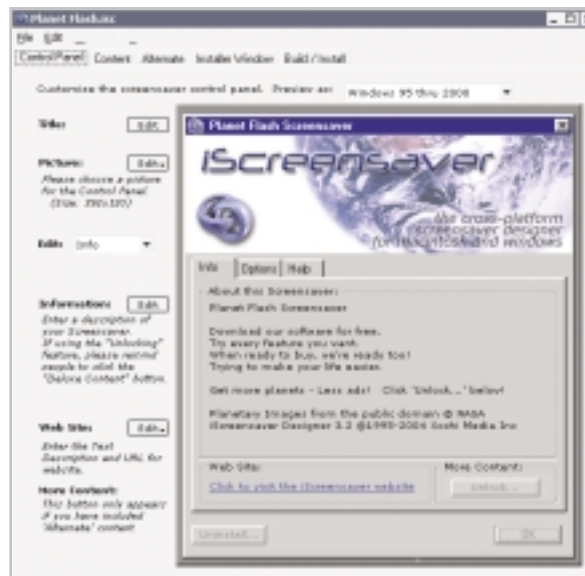 Planet Flash.isc
File Edit
Control Panel Content Alternate Installer Window Build / Install
Customize the screensaver control panel. Preview as: Windows 95 thru 2000
Title: Edit
Picture: Edit
Please choose a picture
for the Control Panel.
Edit: Info
Information: Edit
Enter a description of
your Screensaver.
If using the "Unlocking"
feature, please remind
people to click the
"Deluxe Content" button.
Web Site: Edit
Enter the Text
Description and URL for
website.
More Content:
This button only appears
if you have included
'Alternate' content
Planet Flash Screensaver
iScreensaver
the cross-platform
screensaver designer
for macintosh and windows
Info Options Help
About this Screensaver:
Planet Flash Screensaver
Download our software for free.
Try every feature you want.
When ready to buy, we're ready too!
Trying to make your life easier.
Get more planets - Less ads! Click 'Unlock...' below!
Planetary Images from the public domain @ NASA
iScreensaver Designer 3.2 @1995-2004 Xochi Media Inc
Web Site: More Content:
Click to visit the iScreensaver website Unlock...
Uninstall... OK